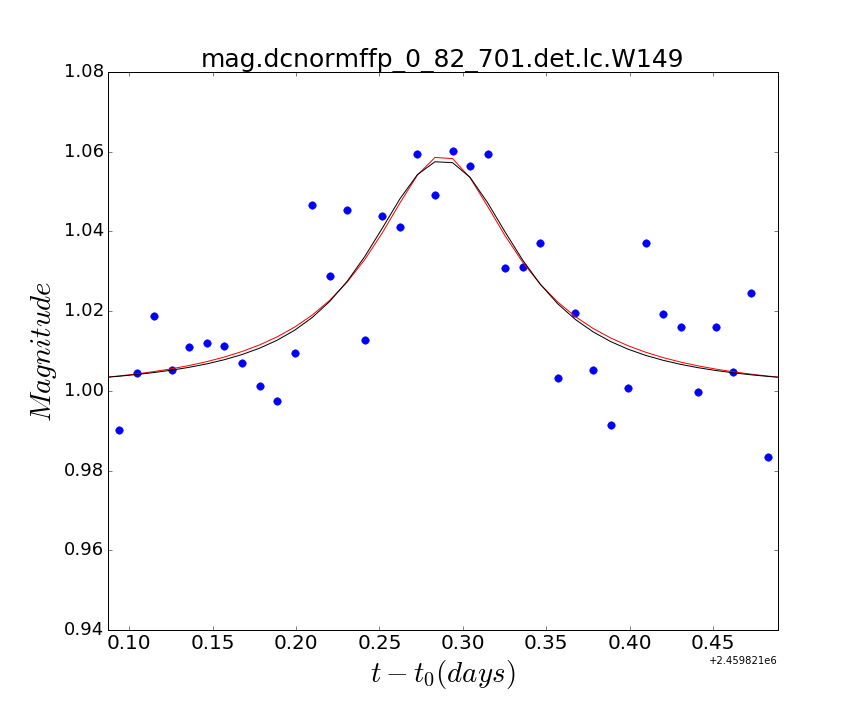 mag.dcnormffp_0_82_701.det.lc.W149
1.08
1.06
1.04
1.02
1.00
0.98
0.96
0.94
Magnitude
0.10 0.15 0.20 0.25 0.30 0.35 0.40 0.45
+2.459821e6
t − t₀(days)